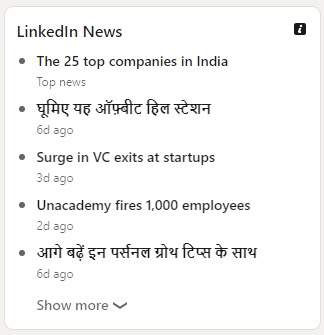 LinkedIn News
The 25 top companies in India
Top news
घूमिए यह ऑफ़्बीट हिल स्टेशन
6d ago
Surge in VC exits at startups
3d ago
Unacademy fires 1,000 employees
2d ago
आगे बढ़ें इन पर्सनल ग्रोथ टिप्स के साथ
6d ago
Show more